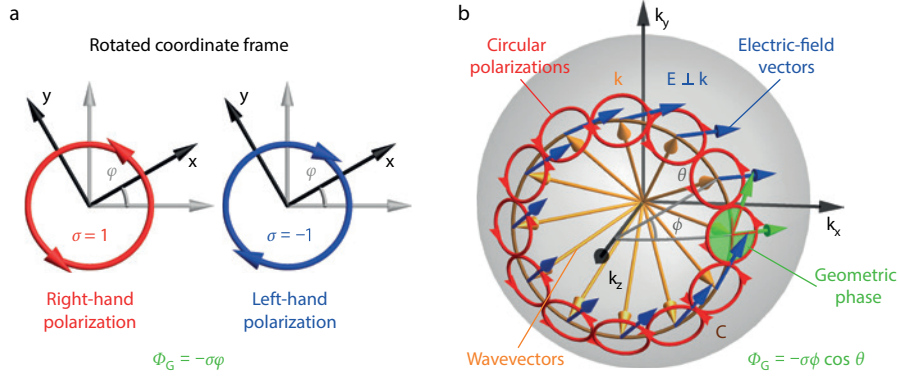 a
Rotated coordinate frame
y
x
φ
σ = 1
Right-hand
polarization
y
x
φ
σ = −1
Left-hand
polarization
Φ_G = −σφ
b
k_y
Circular
polarizations
k
E ⊥ k
Electric-field
vectors
θ
ϕ
k_x
k_z
Geometric
phase
Wavevectors
C
Φ_G = −σϕ cos θ